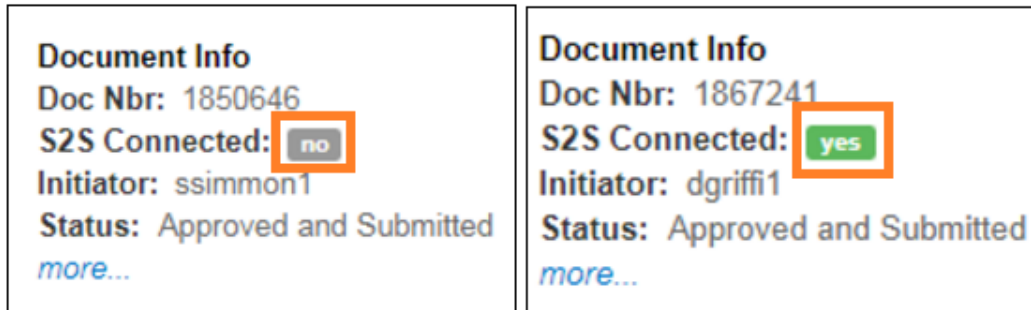 Document Info
Doc Nbr: 1850646
S2S Connected: no
Initiator: ssimmon1
Status: Approved and Submitted
more...
Document Info
Doc Nbr: 1867241
S2S Connected: yes
Initiator: dgriffi1
Status: Approved and Submitted
more...